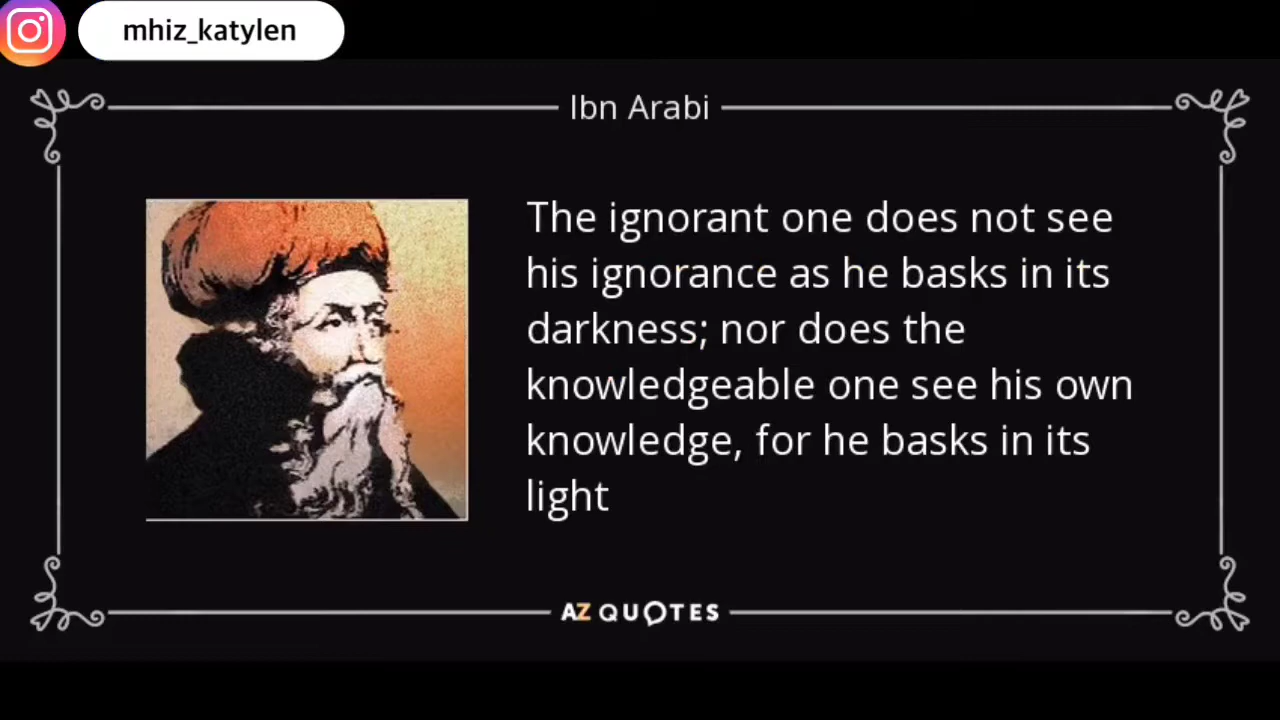 mhiz_katylen
Ibn Arabi
The ignorant one does not see
his ignorance as he basks in its
darkness; nor does the
knowledgeable one see his own
knowledge, for he basks in its
light
AZ QUOTES